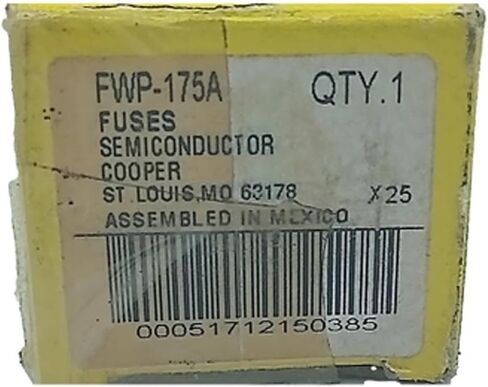 FWP-175A QTY.1
FUSES
SEMICONDUCTOR
COOPER
ST. LOUIS, MO 63178 X25
ASSEMBLED IN MEXICO
00051712150385